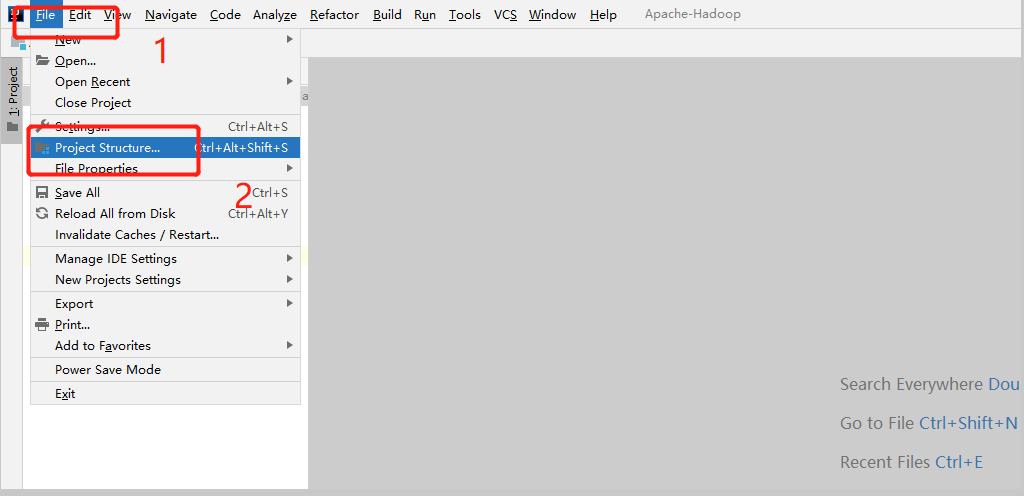 File Edit View Navigate Code Analyze Refactor Build Run Tools VCS Window Help Apache-Hadoop
1
New
Open...
Open Recent
Close Project
1: Project
a
Settings... Ctrl+Alt+S
Project Structure... Ctrl+Alt+Shift+S
File Properties
2
Save All Ctrl+S
Reload All from Disk Ctrl+Alt+Y
Invalidate Caches / Restart...
Manage IDE Settings
New Projects Settings
Export
Print...
Add to Favorites
Power Save Mode
Exit
Search Everywhere Dou
Go to File Ctrl+Shift+N
Recent Files Ctrl+E